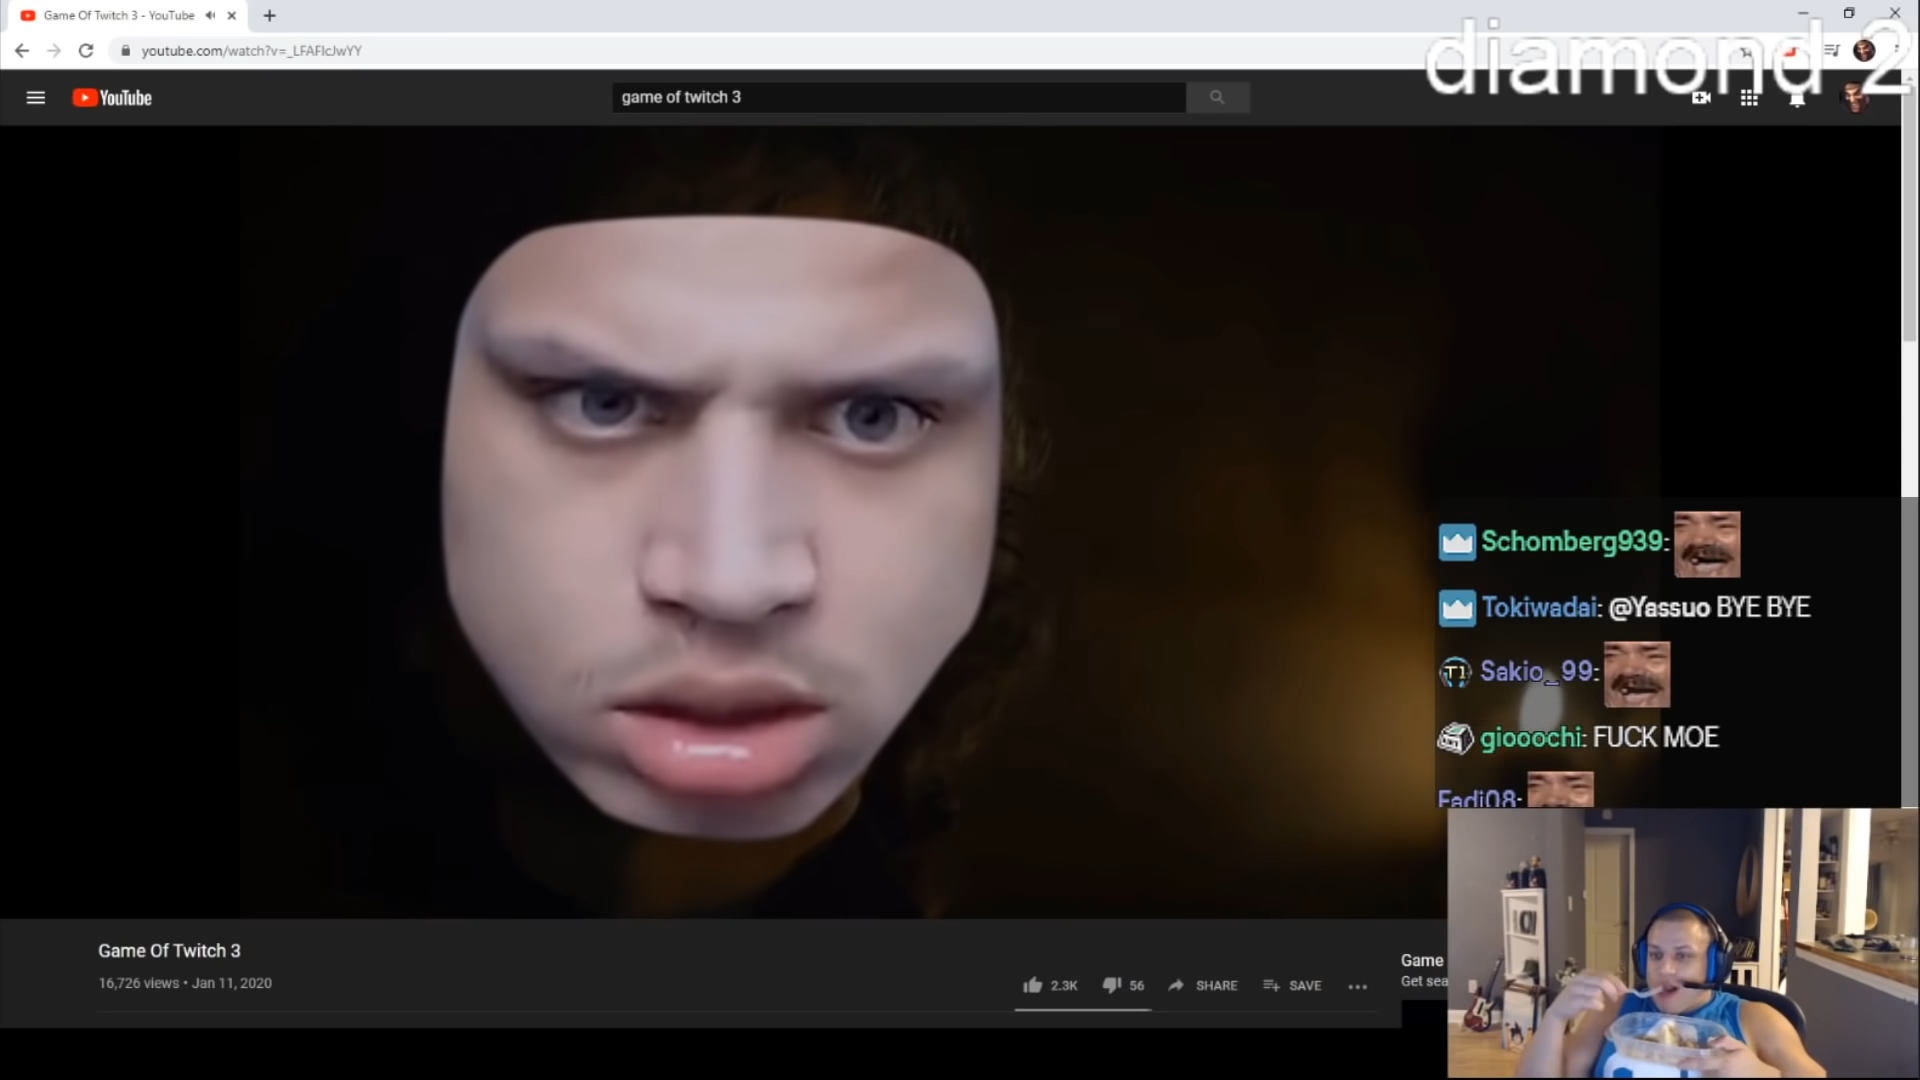 Game Of Twitch 3 - YouTube
youtube.com/watch?v=_LFAFlcJwYY
diamond 2
YouTube
game of twitch 3
Schomberg939:
Tokiwadai: @Yassuo BYE BYE
T1 Sakio_99:
giooochi: FUCK MOE
Fadi08:
Game Of Twitch 3
16,726 views • Jan 11, 2020
2.3K 56 SHARE SAVE
Game
Get sea